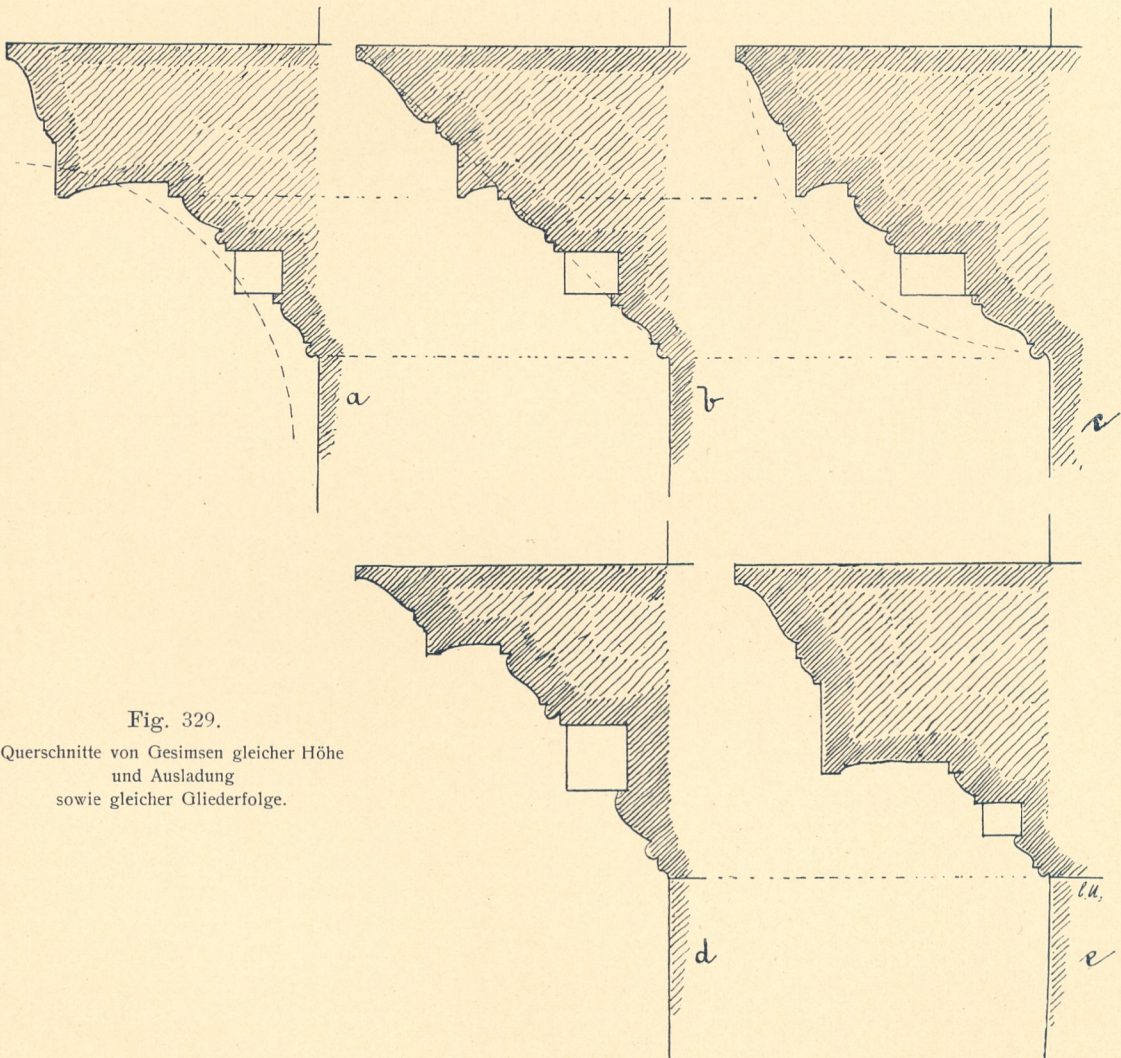 a
b
c
Fig. 329.
Querschnitte von Gesimsen gleicher Höhe
und Ausladung
sowie gleicher Gliederfolge.
l.u,
d
e